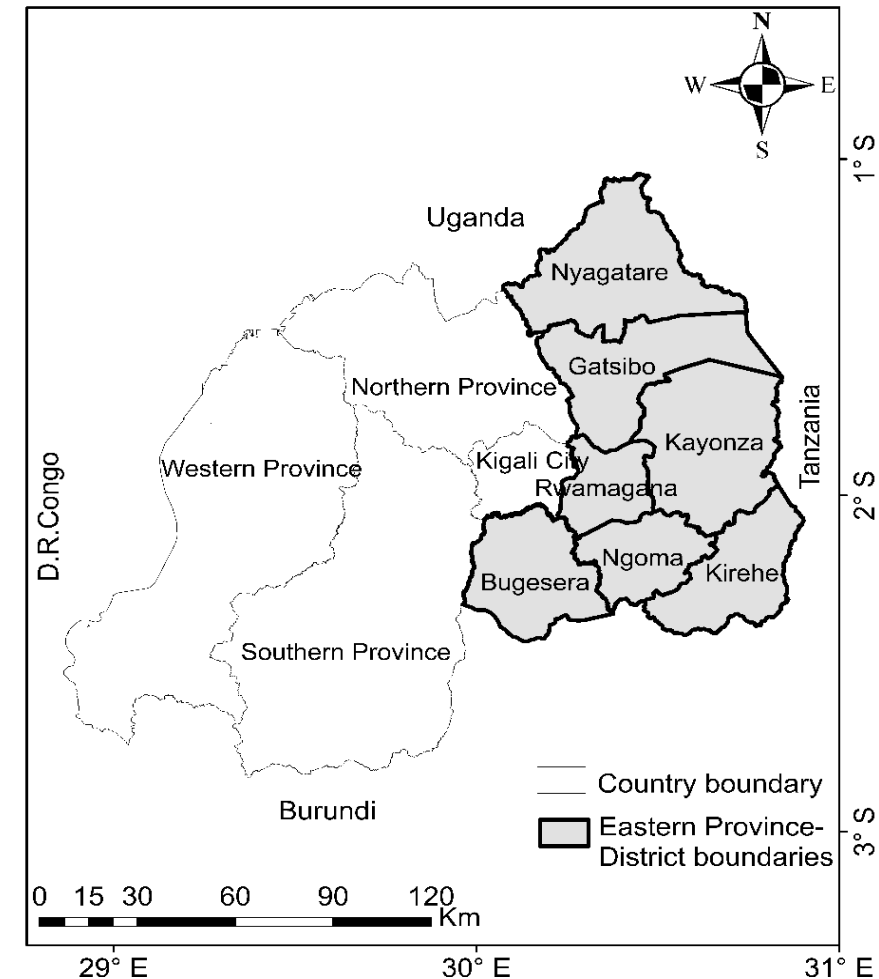 N
W E
S
1° S
Uganda
Nyagatare
Gatsibo
Northern Province
Tanzania
Kayonza
Kigali City
Western Province
Rwamagana
2° S
D.R.Congo
Ngoma
Kirehe
Bugesera
Southern Province
Country boundary
Burundi
Eastern Province-
District boundaries
3° S
0 15 30 60 90 120
Km
29° E 30° E 31° E